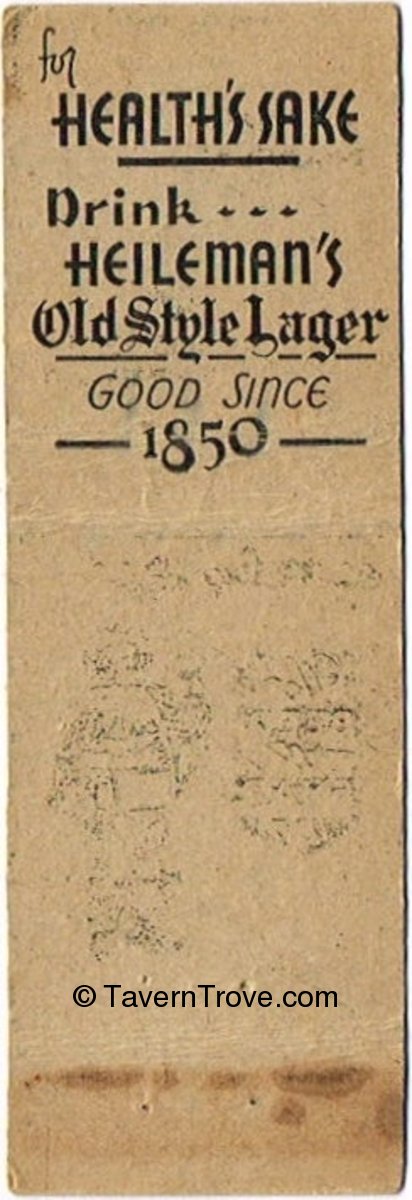 for
HEALTH'S SAKE
Drink - - -
HEILEMAN'S
Old Style Lager
GOOD SINCE
1850
© TavernTrove.com